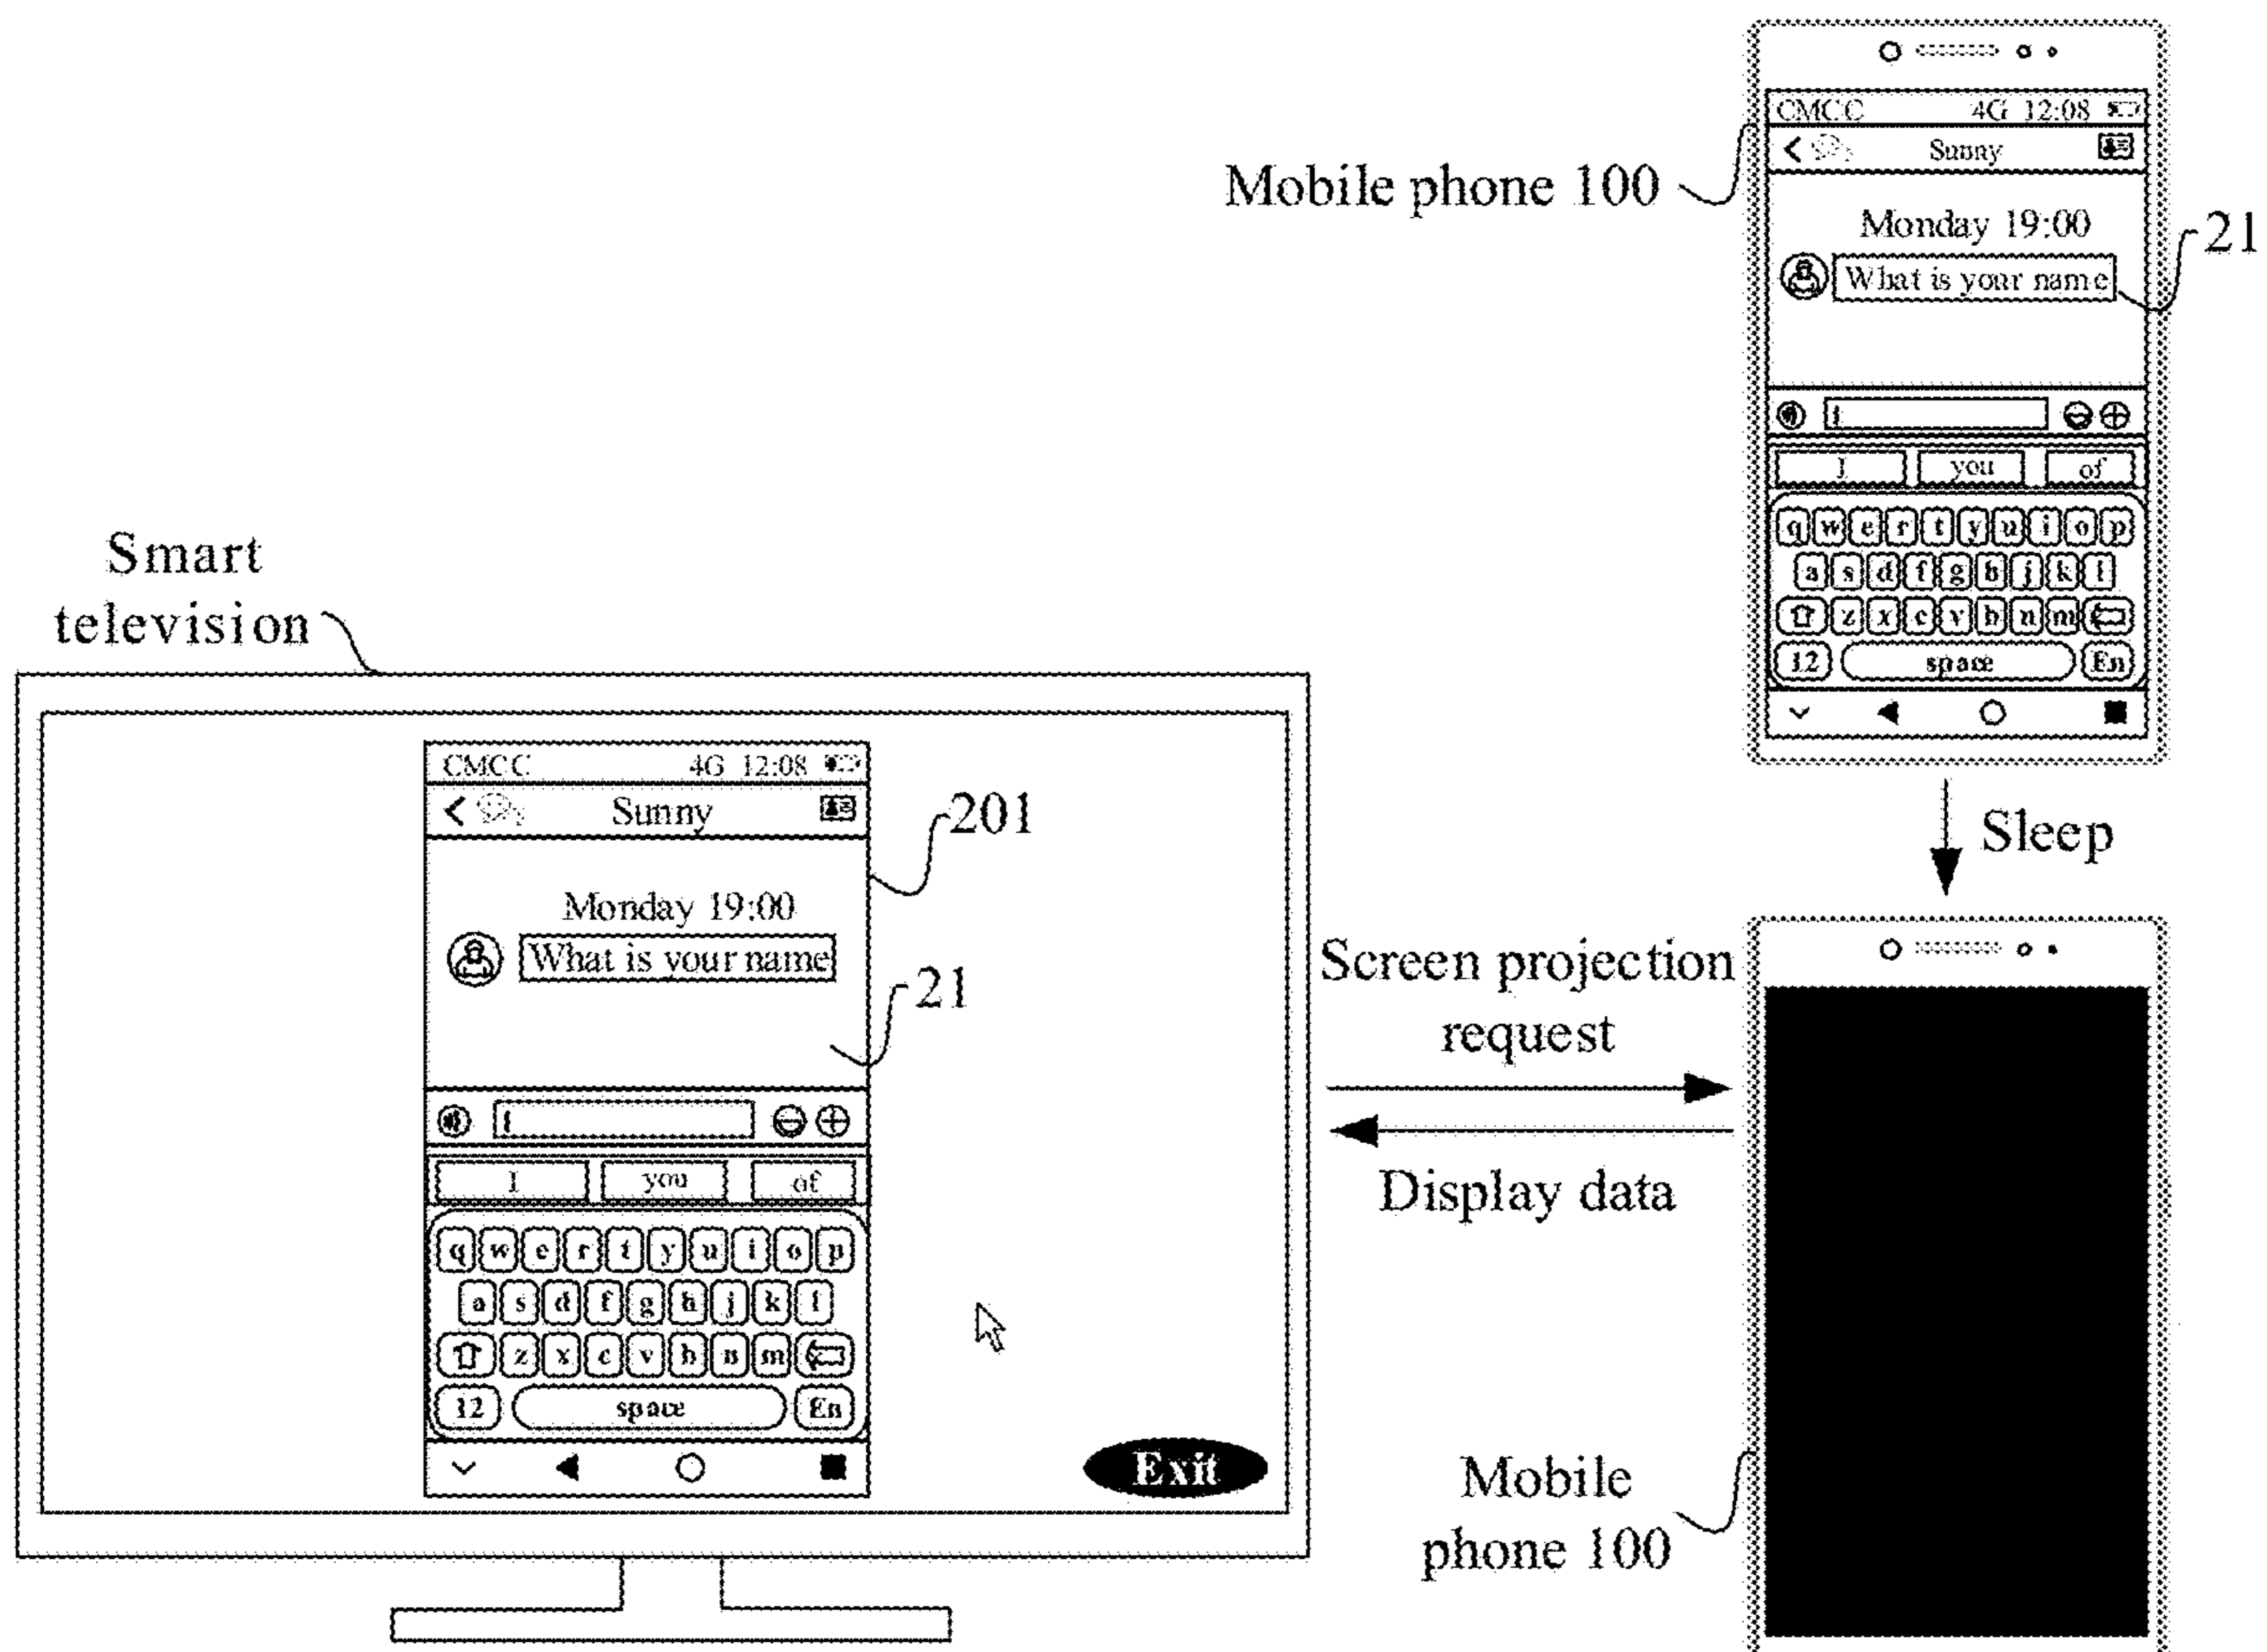 CMCC 4G 12:08
Sunny
Mobile phone 100
Monday 19:00
21
What is your name
I you of
q w e r t y u i o p
a s d f g h j k l
z x c v b n m
12 space En
Sleep
Smart
television
CMCC 4G 12:08
Sunny
201
Monday 19:00
What is your name
21
I you of
q w e r t y u i o p
a s d f g h j k l
z x c v b n m
12 space En
Exit
Screen projection
request
Display data
Mobile
phone 100